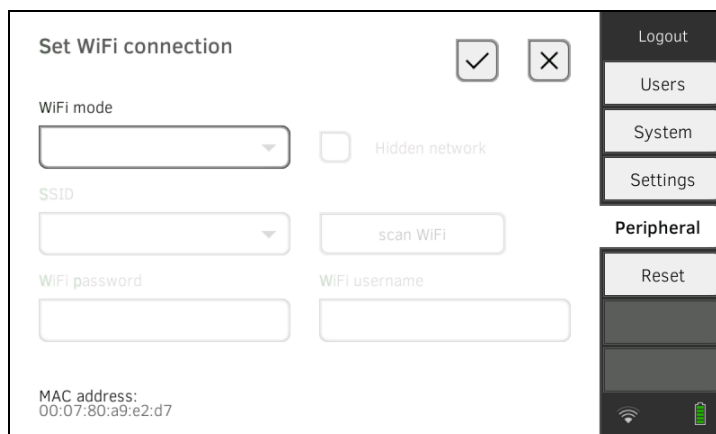 Set WiFi connection
WiFi mode
Hidden network
SSID
scan WiFi
WiFi password
WiFi username
MAC address:
00:07:80:a9:e2:d7
Logout
Users
System
Settings
Peripheral
Reset